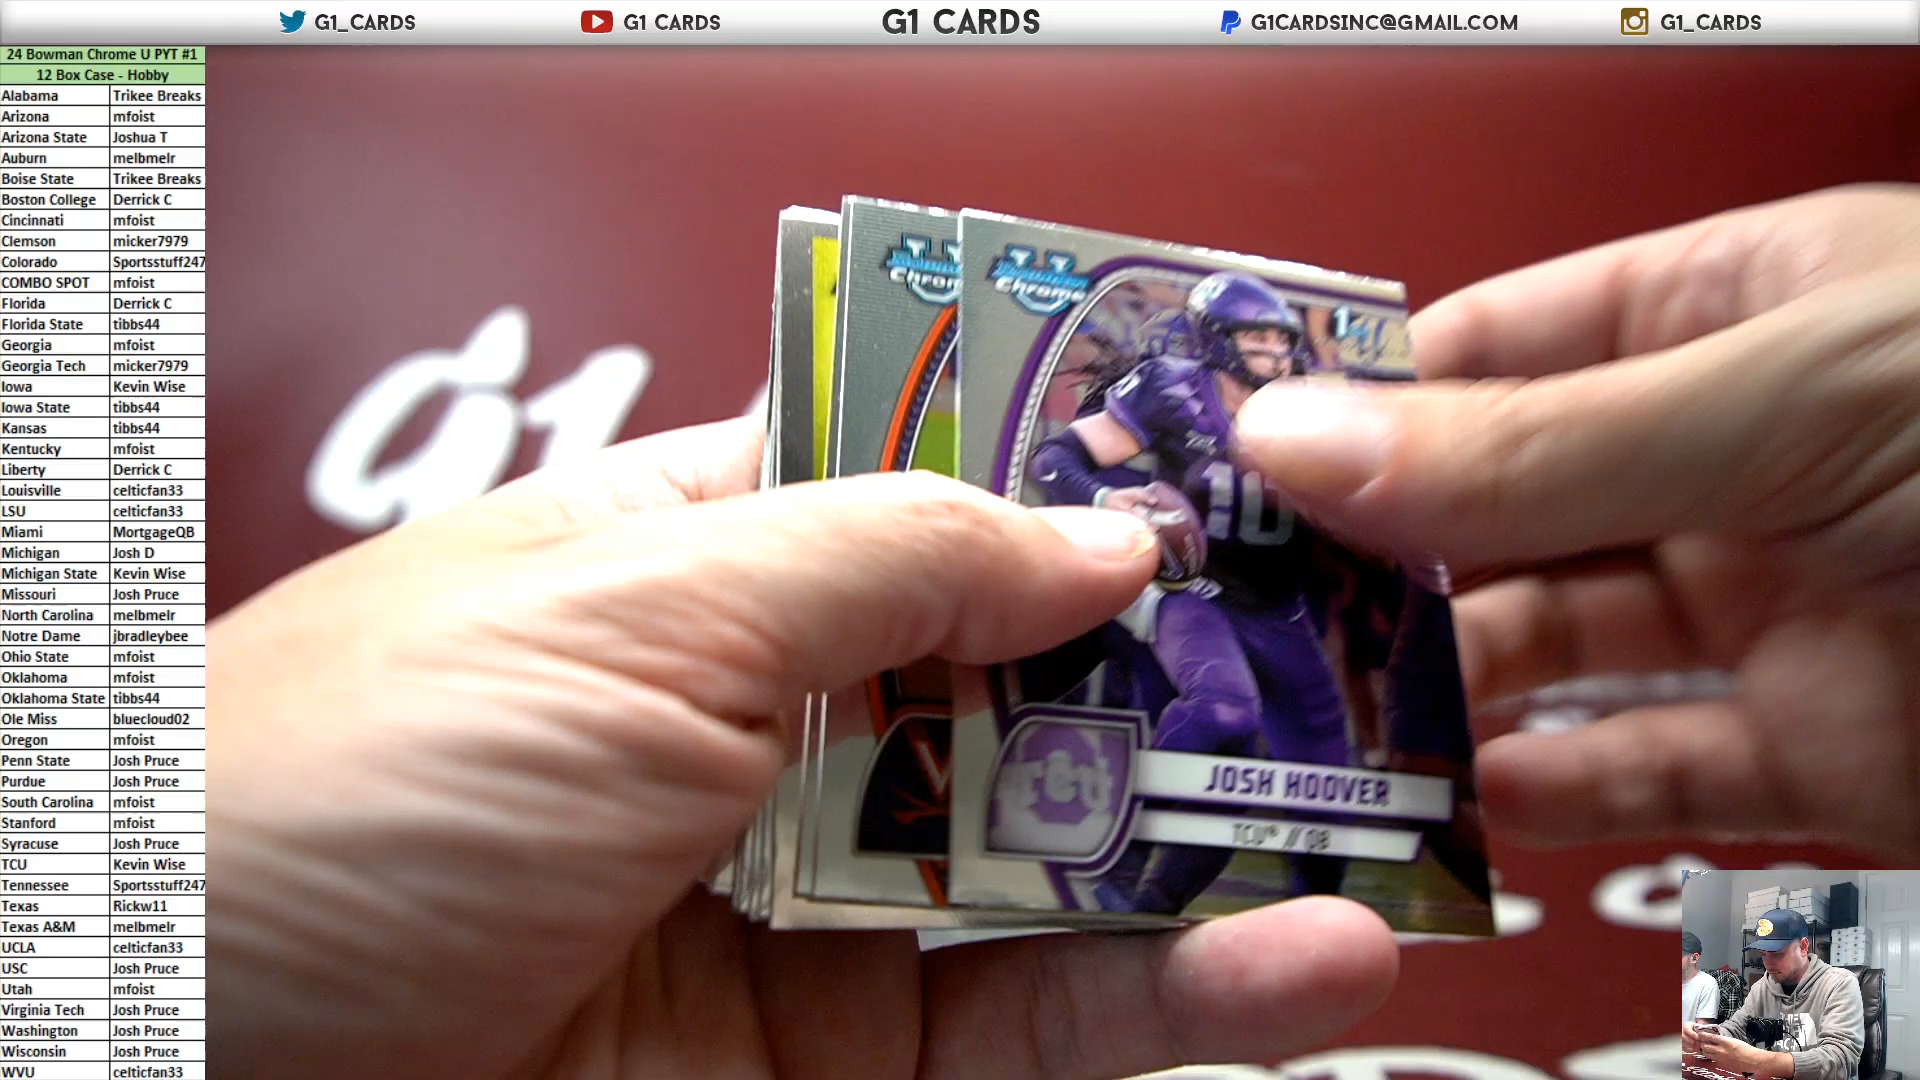 G1_CARDS G1 CARDS G1 CARDS G1CARDSINC@GMAIL.COM G1_CARDS
24 Bowman Chrome U PYT #1
12 Box Case - Hobby
Alabama Trikee Breaks
Arizona mfoist
Arizona State Joshua T
Auburn melbmelr
Boise State Trikee Breaks
Boston College Derrick C
Cincinnati mfoist
Clemson micker7979
Colorado Sportsstuff247
COMBO SPOT mfoist
Florida Derrick C
Florida State tibbs44
Georgia mfoist
Georgia Tech micker7979
Iowa Kevin Wise
Iowa State tibbs44
Kansas tibbs44
Kentucky mfoist
Liberty Derrick C
Louisville celticfan33
LSU celticfan33
Miami MortgageQB
Michigan Josh D
Michigan State Kevin Wise
Missouri Josh Pruce
North Carolina melbmelr
Notre Dame jbradleybee
Ohio State mfoist
Oklahoma mfoist
Oklahoma State tibbs44
Ole Miss bluecloud02
Oregon mfoist
Penn State Josh Pruce
Purdue Josh Pruce
South Carolina mfoist
Stanford mfoist
Syracuse Josh Pruce
TCU Kevin Wise
Tennessee Sportsstuff247
Texas Rickw11
Texas A&M melbmelr
UCLA celticfan33
USC Josh Pruce
Utah mfoist
Virginia Tech Josh Pruce
Washington Josh Pruce
Wisconsin Josh Pruce
WVU celticfan33
g1
Chrome
Bowman
Chrome
10
JOSH HOOVER
TCU // QB